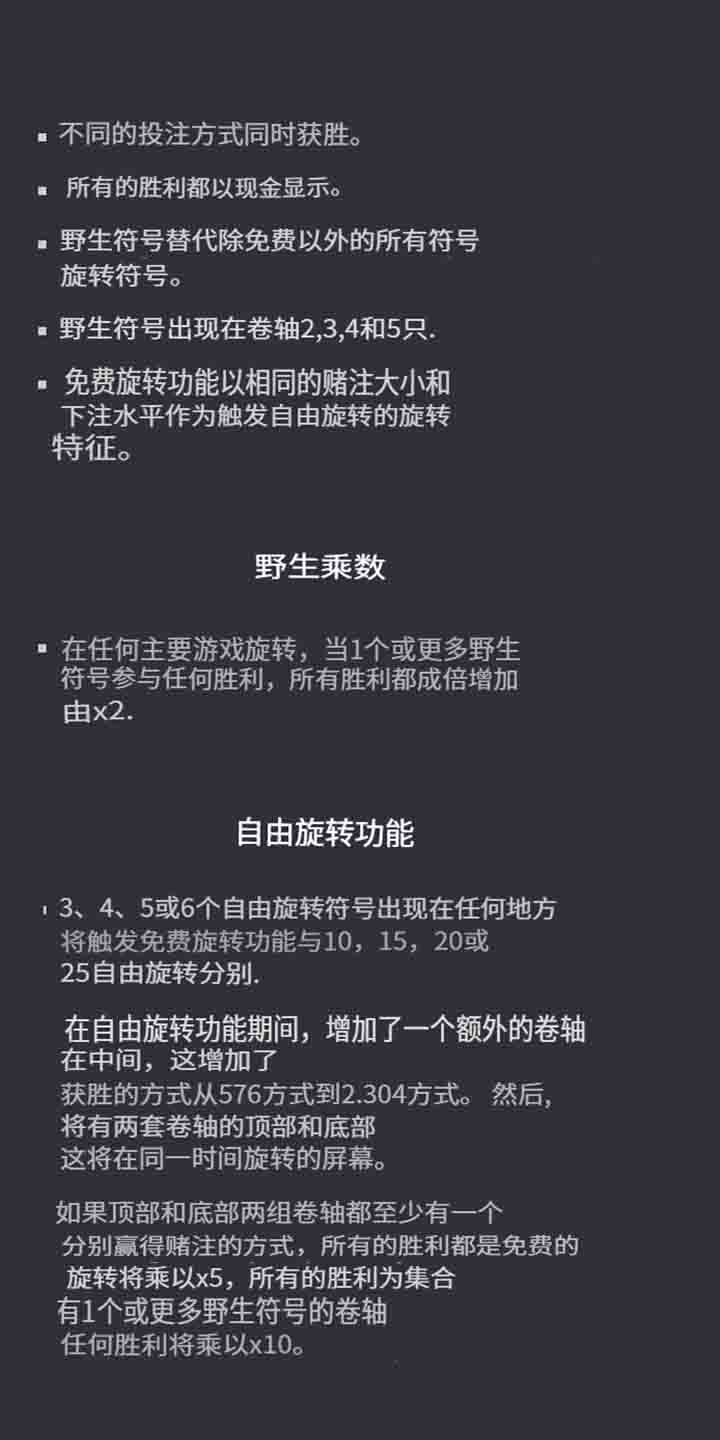 不同的投注方式同时获胜。
所有的胜利都以现金显示。
野生符号替代除免费以外的所有符号
旋转符号。
野生符号出现在卷轴2,3,4和5只.
免费旋转功能以相同的赌注大小和
下注水平作为触发自由旋转的旋转
特征。
野生乘数
在任何主要游戏旋转，当1个或更多野生
符号参与任何胜利，所有胜利都成倍增加
由x2.
自由旋转功能
3、4、5或6个自由旋转符号出现在任何地方
将触发免费旋转功能与10，15，20或
25自由旋转分别.
在自由旋转功能期间，增加了一个额外的卷轴
在中间，这增加了
获胜的方式从576方式到2.304方式。 然后,
将有两套卷轴的顶部和底部
这将在同一时间旋转的屏幕。
如果顶部和底部两组卷轴都至少有一个
分别赢得赌注的方式，所有的胜利都是免费的
旋转将乘以x5，所有的胜利为集合
有1个或更多野生符号的卷轴
任何胜利将乘以x10。